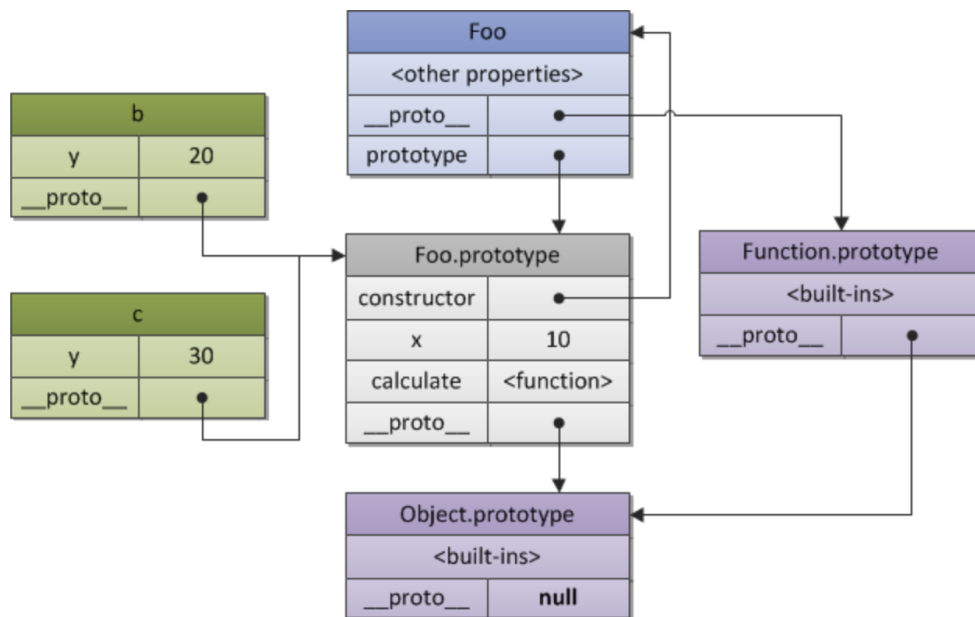 Foo
<other properties>
__proto__
prototype
b
y 20
__proto__
c
y 30
__proto__
Foo.prototype
constructor
x 10
calculate <function>
__proto__
Function.prototype
<built-ins>
__proto__
Object.prototype
<built-ins>
__proto__ null